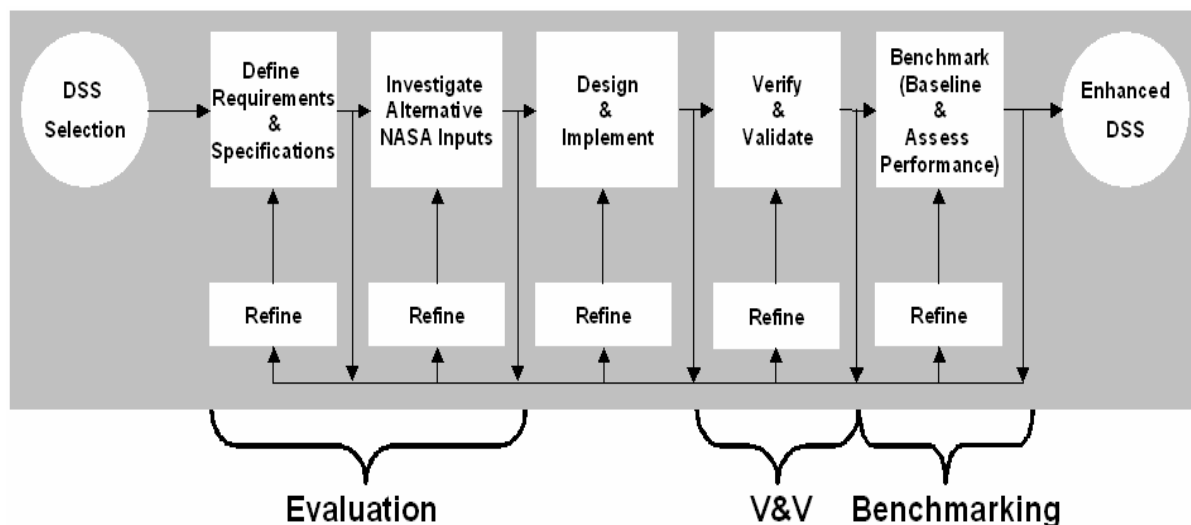 DSS
Selection
Define
Requirements
&
Specifications
Investigate
Alternative
NASA Inputs
Design
&
Implement
Verify
&
Validate
Benchmark
(Baseline
&
Assess
Performance)
Enhanced
DSS
Refine
Refine
Refine
Refine
Refine
Evaluation
V&V
Benchmarking